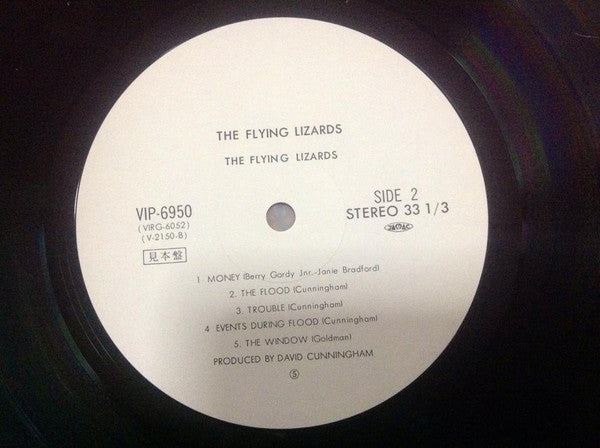 THE FLYING LIZARDS
THE FLYING LIZARDS
VIP-6950
(VIRG-6052)
(V-2150-B)
見本盤
SIDE 2
STEREO 33 1/3
JASRAC
1 MONEY (Berry Gordy Jnr.-Janie Bradford)
2. THE FLOOD (Cunningham)
3. TROUBLE (Cunningham)
4 EVENTS DURING FLOOD (Cunningham)
5. THE WINDOW (Goldman)
PRODUCED BY DAVID CUNNINGHAM
Ⓢ